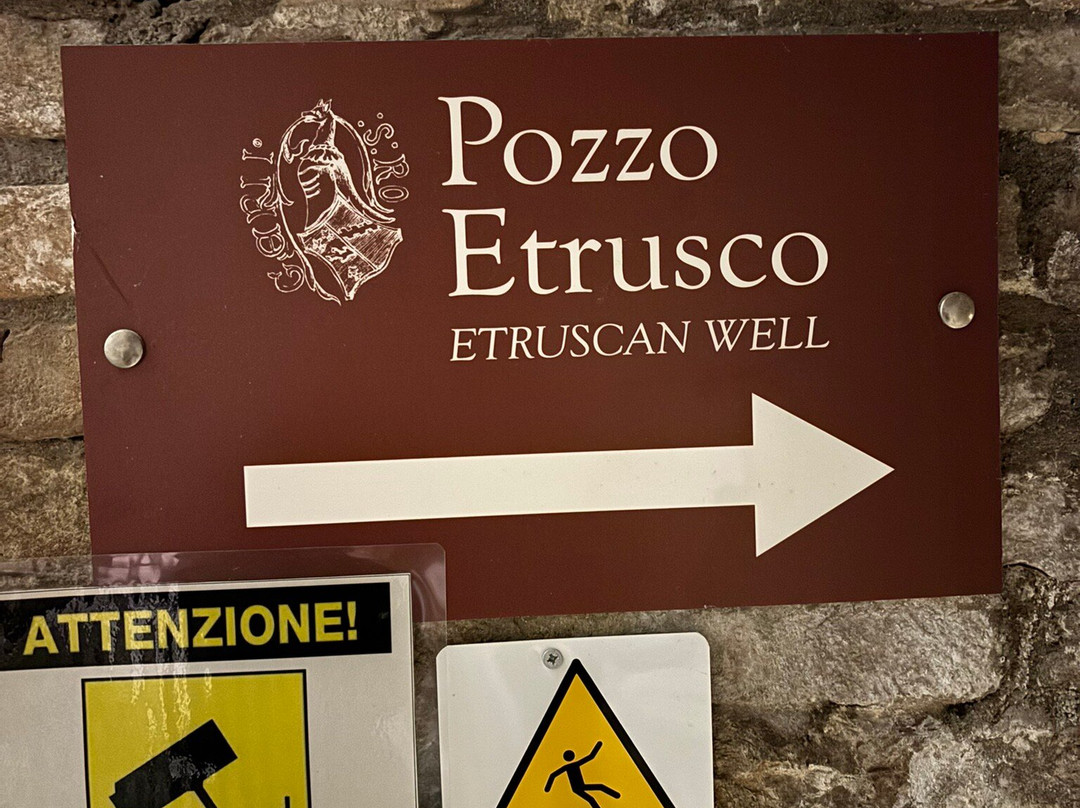 Pozzo
Etrusco
ETRUSCAN WELL
ATTENZIONE!